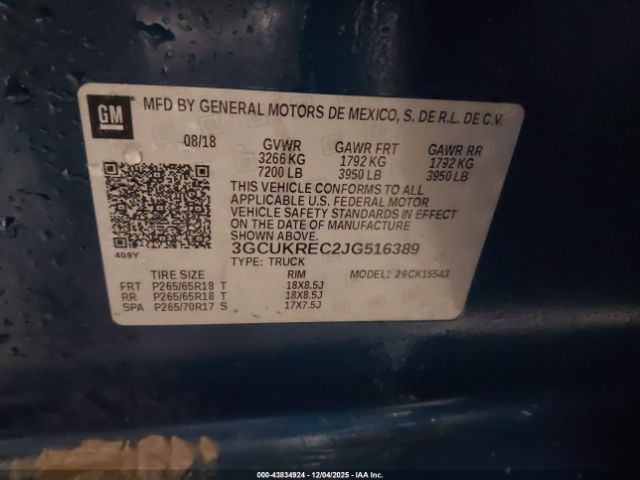 GM
MFD BY GENERAL MOTORS DE MEXICO, S. DE R.L. DE C.V.
08/18 GVWR GAWR FRT GAWR RR
3266 KG 1792 KG 1792 KG
7200 LB 3950 LB 3950 LB
THIS VEHICLE CONFORMS TO ALL
APPLICABLE U.S. FEDERAL MOTOR
VEHICLE SAFETY STANDARDS IN EFFECT
ON THE DATE OF MANUFACTURE
SHOWN ABOVE.
3GCUKREC2JG516389
409Y TYPE: TRUCK
TIRE SIZE RIM MODEL: 29CK15543
FRT P265/65R18 T 18X8.5J
RR P265/65R18 T 18X8.5J
SPA P265/70R17 S 17X7.5J
000-43834924 - 12/04/2025 - IAA Inc.